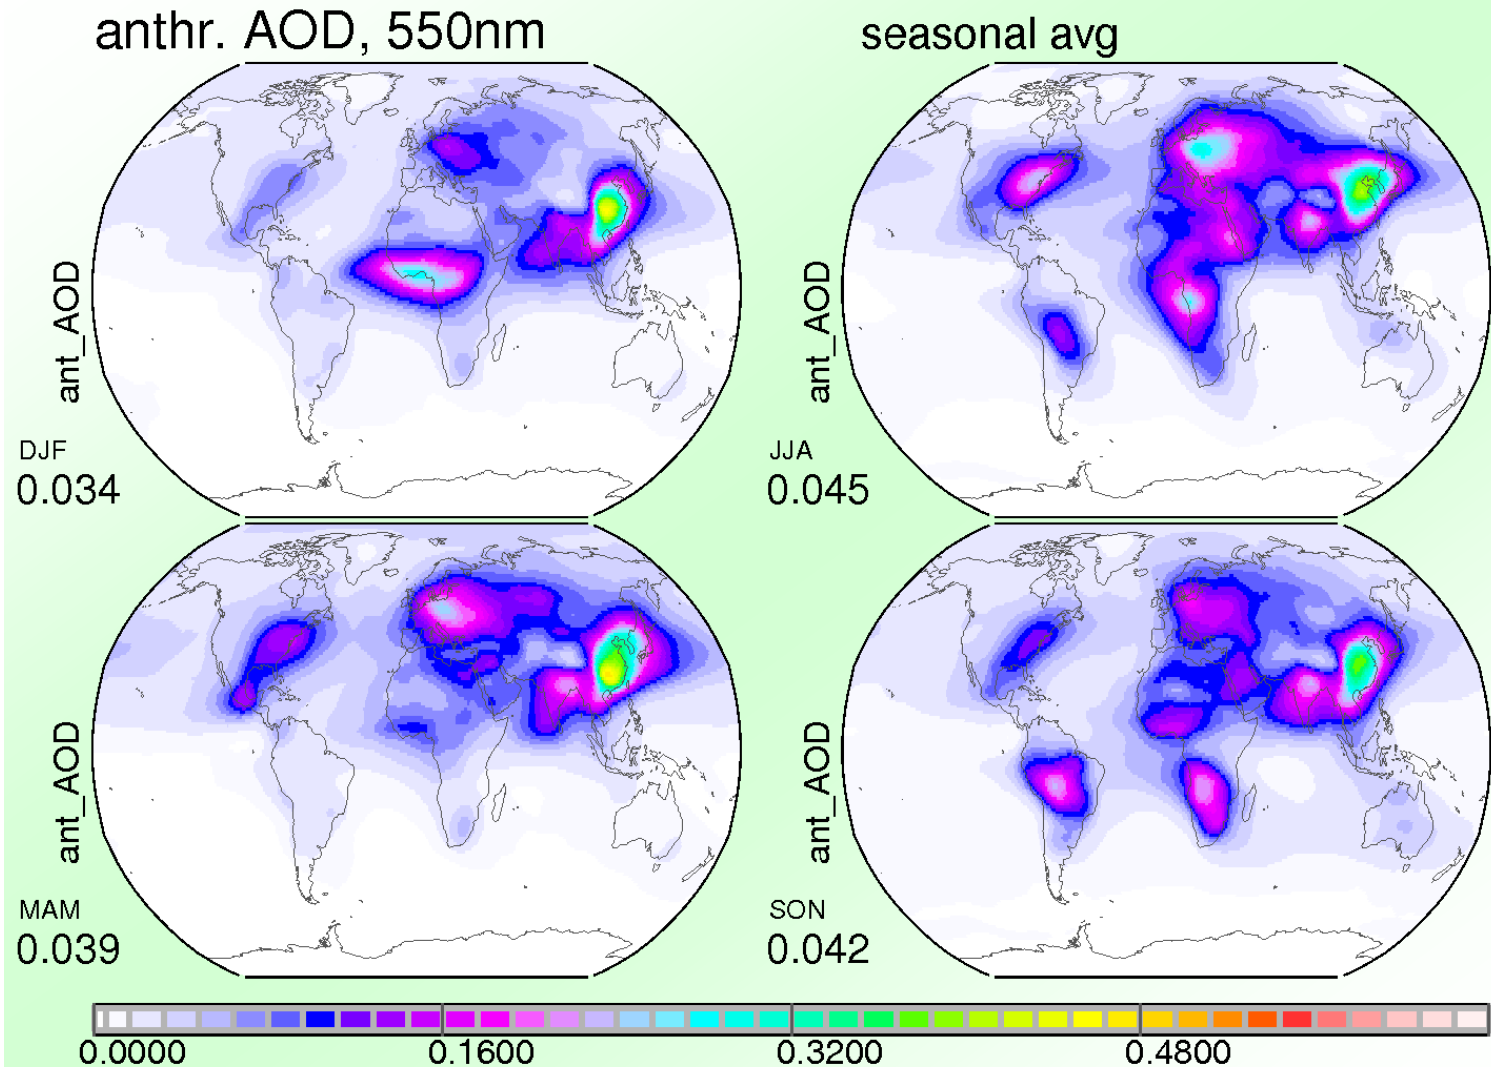 anthr. AOD, 550nm
seasonal avg
ant_AOD
DJF
0.034
ant_AOD
JJA
0.045
ant_AOD
MAM
0.039
ant_AOD
SON
0.042
0.0000 0.1600 0.3200 0.4800